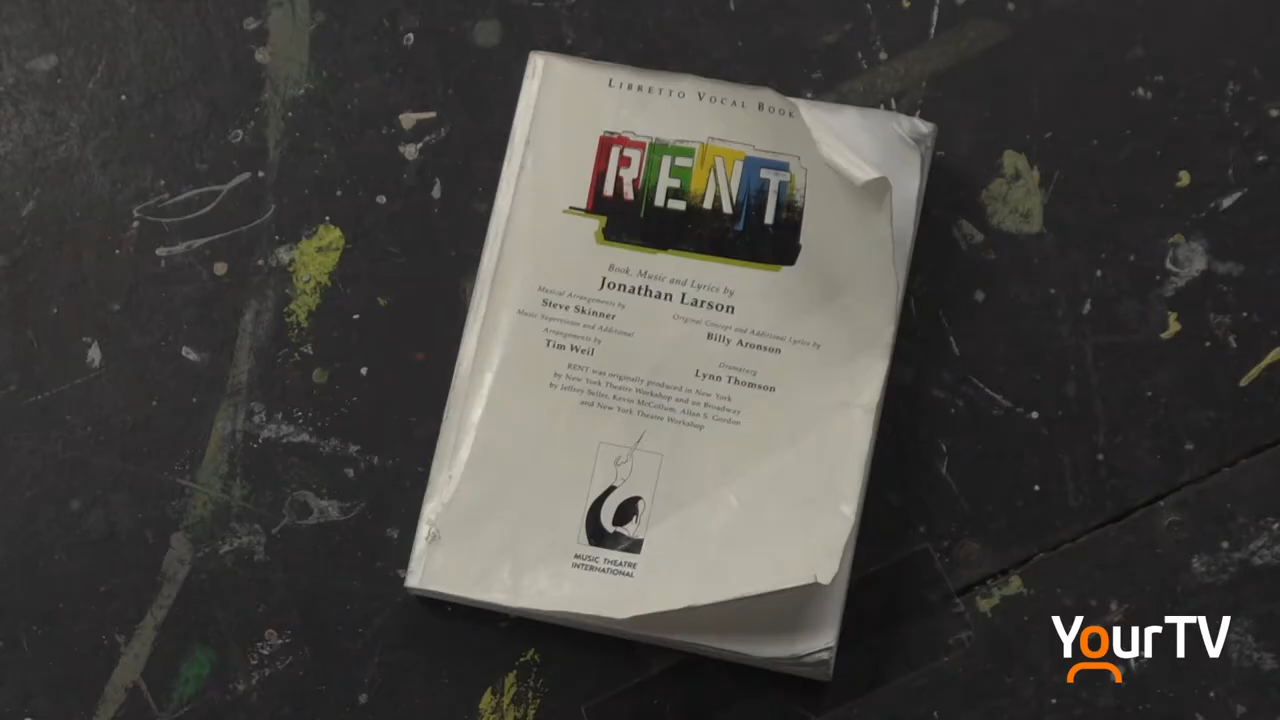 LIBRETTO VOCAL BOOK
RENT
Book, Music and Lyrics by
Jonathan Larson
Musical Arrangements by
Steve Skinner
Music Supervision and Additional
Arrangements by
Tim Weil
Original Concept and Additional Lyrics by
Billy Aronson
Dramaturg
Lynn Thomson
RENT was originally produced in New York
by New York Theatre Workshop and on Broadway
by Jeffrey Seller, Kevin McCollum, Allan S. Gordon
and New York Theatre Workshop
MUSIC THEATRE
INTERNATIONAL
YourTV